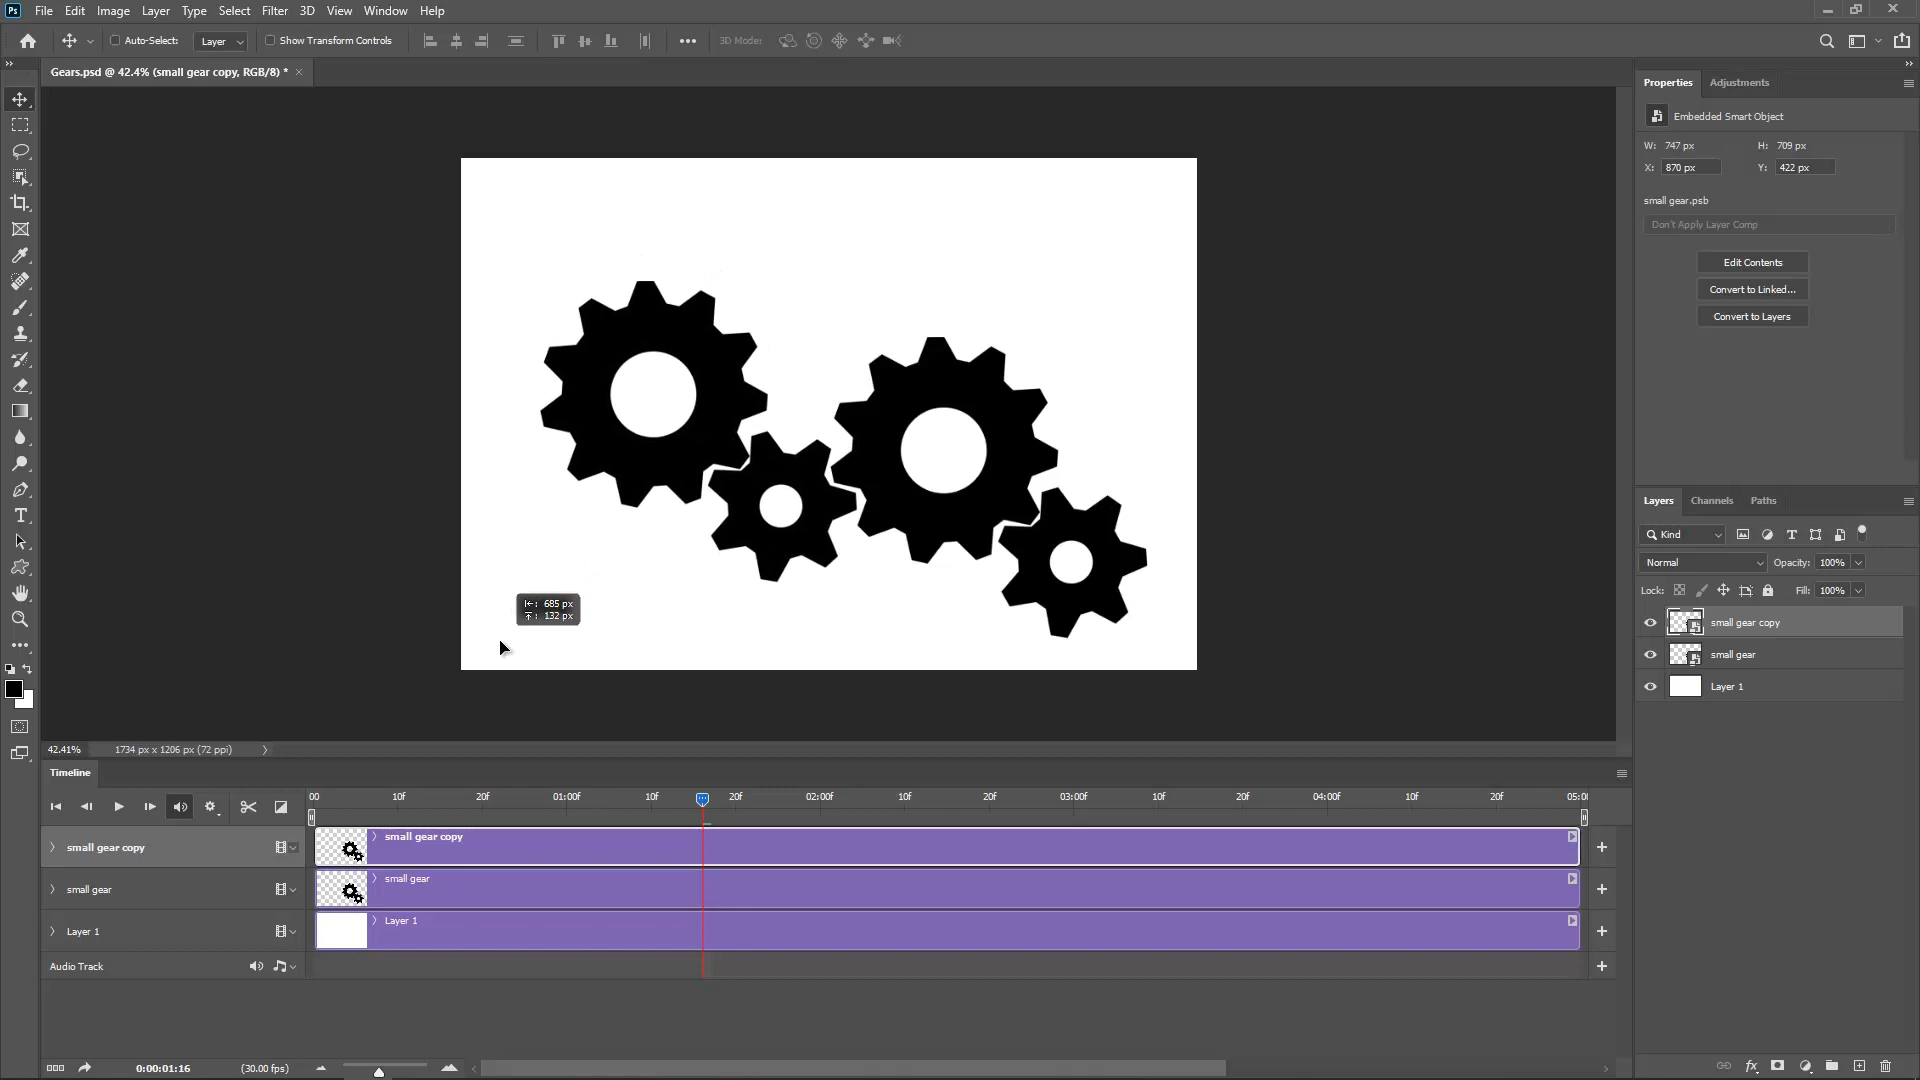 Ps File Edit Image Layer Type Select Filter 3D View Window Help
Auto-Select: Layer Show Transform Controls 3D Mode:
Gears.psd @ 42.4% (small gear copy, RGB/8) *
Properties Adjustments
Embedded Smart Object
W: 747 px H: 709 px
X: 870 px Y: 422 px
small gear.psb
Don't Apply Layer Comp
Edit Contents
Convert to Linked...
Convert to Layers
685 px
132 px
Layers Channels Paths
Kind
Normal Opacity: 100%
Lock: Fill: 100%
small gear copy
small gear
Layer 1
42.41% 1734 px x 1206 px (72 ppi)
Timeline
00 10f 20f 01:00f 10f 20f 02:00f 10f 20f 03:00f 10f 20f 04:00f 10f 20f 05:0
small gear copy small gear copy
small gear small gear
Layer 1 Layer 1
Audio Track
0:00:01:16 (30.00 fps)